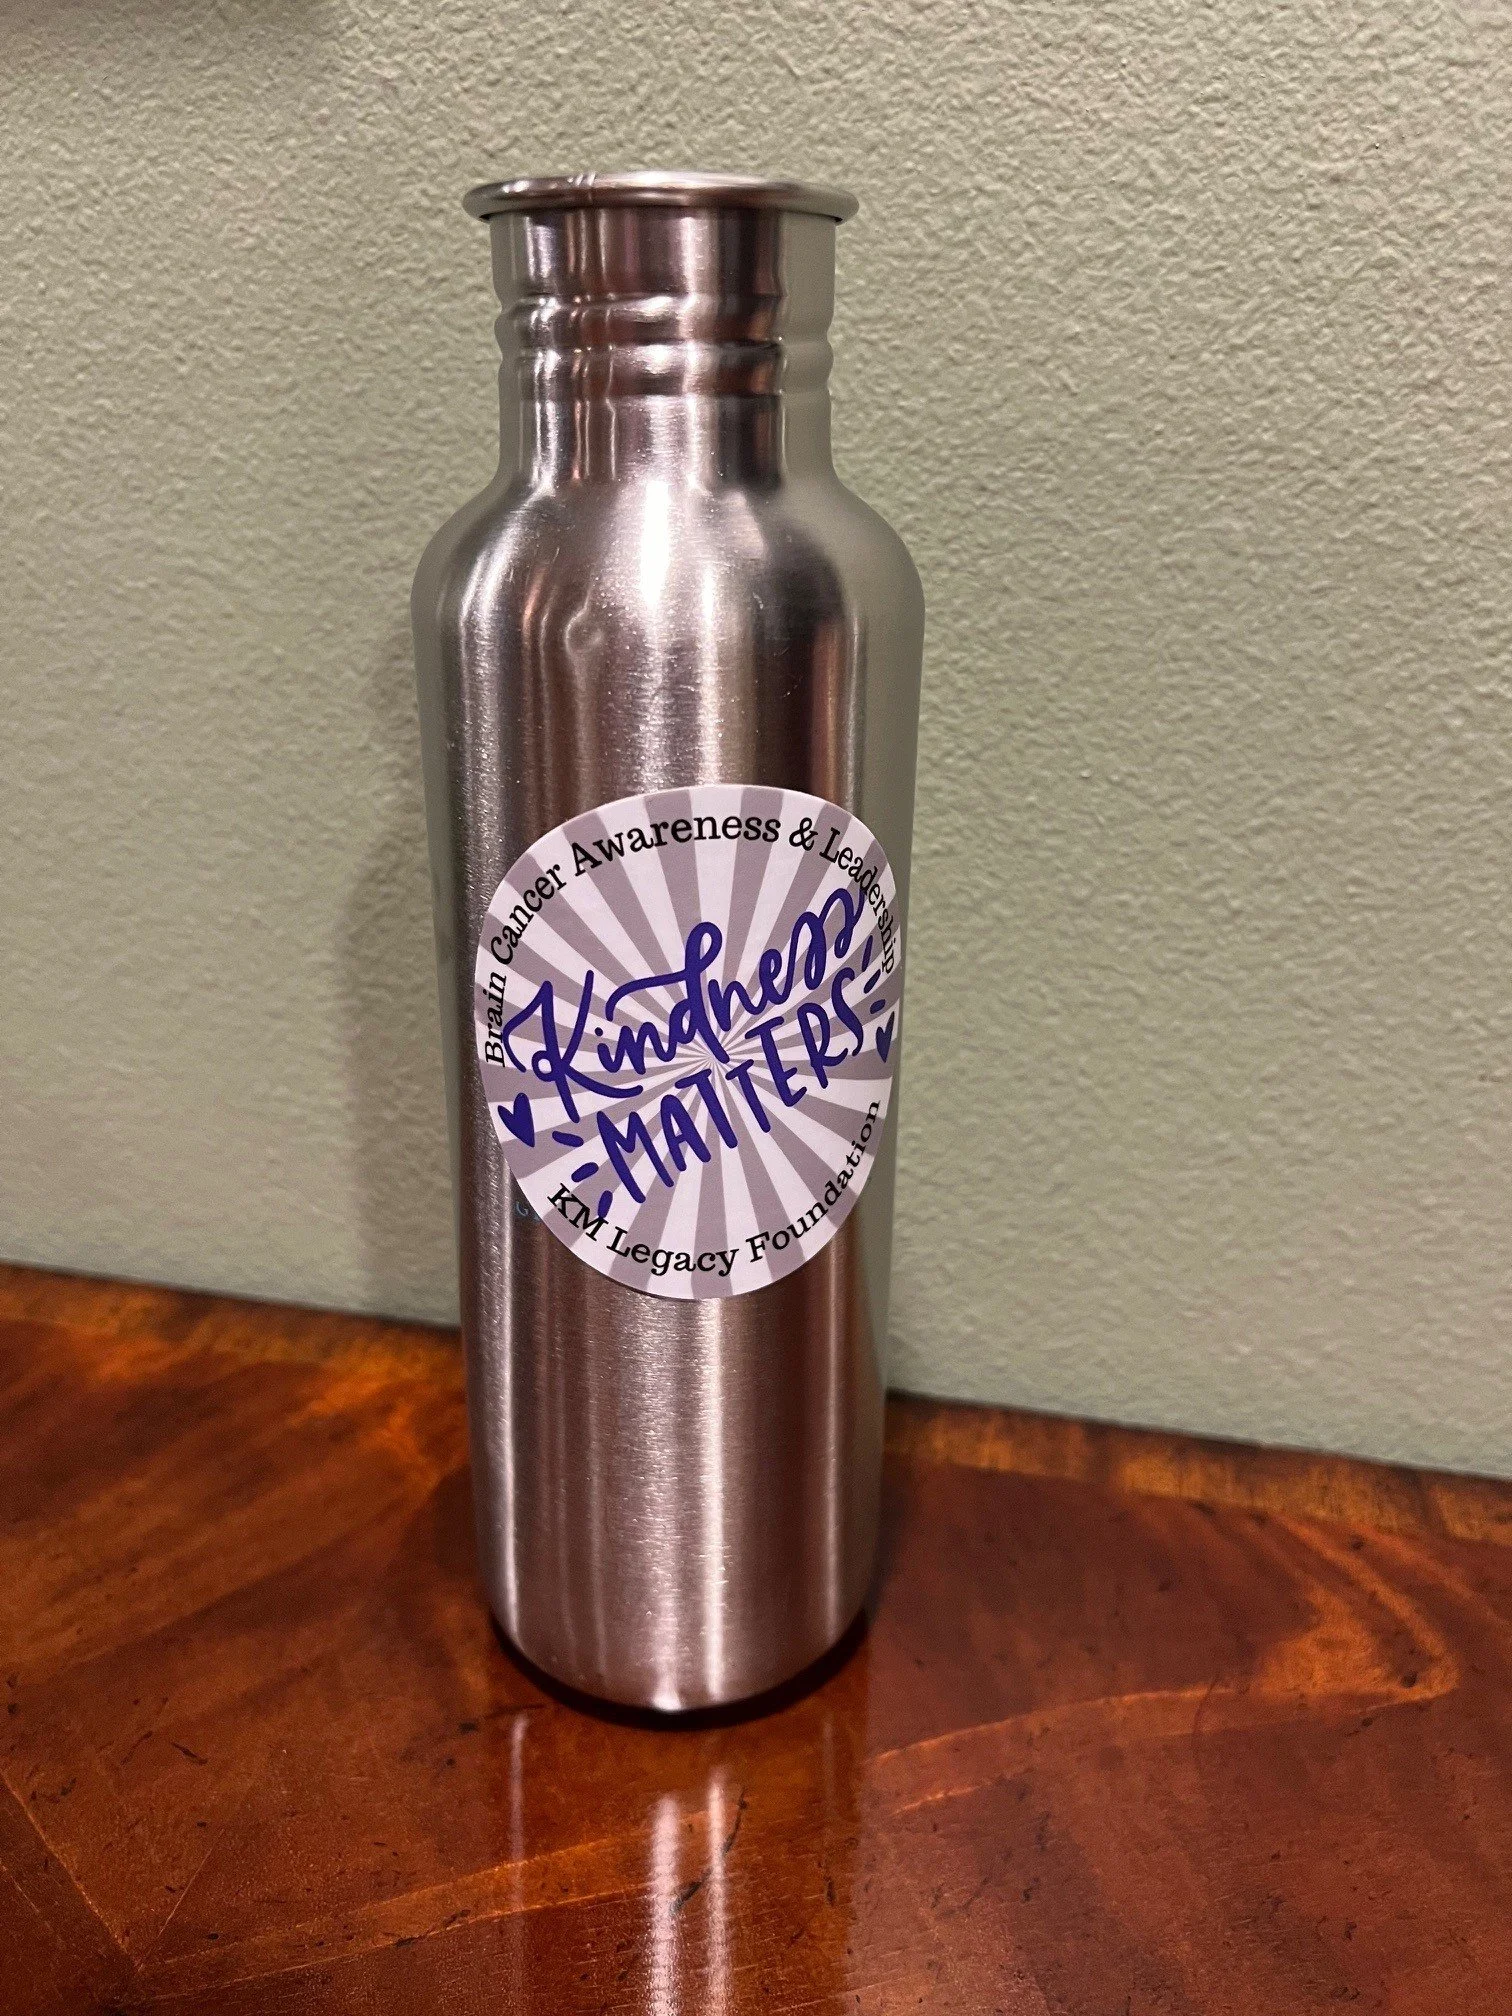 Brain Cancer Awareness & Leadership
Kindness
MATTERS
KM Legacy Foundation